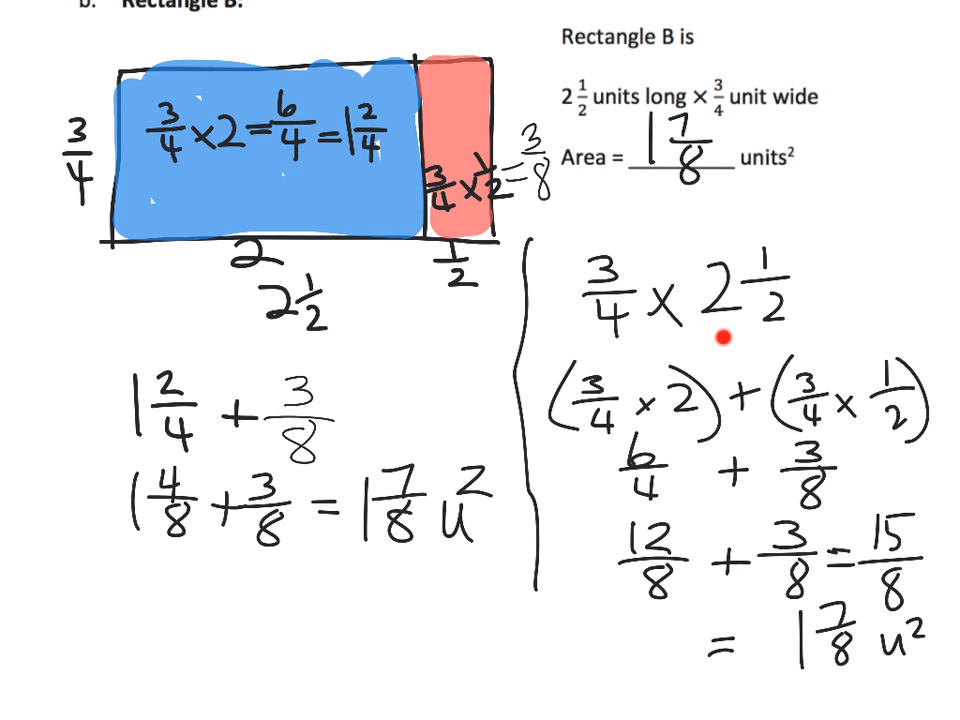 b. Rectangle B:
3/4
3/4 × 2 = 6/4 = 1 2/4
3/4 × 1/2 = 3/8
2
1/2
2 1/2
Rectangle B is
2 1/2 units long × 3/4 unit wide
Area = 1 7/8 units²
1 2/4 + 3/8
1 4/8 + 3/8 = 1 7/8 u²
3/4 × 2 1/2
(3/4 × 2) + (3/4 × 1/2)
6/4 + 3/8
12/8 + 3/8 = 15/8
= 1 7/8 u²